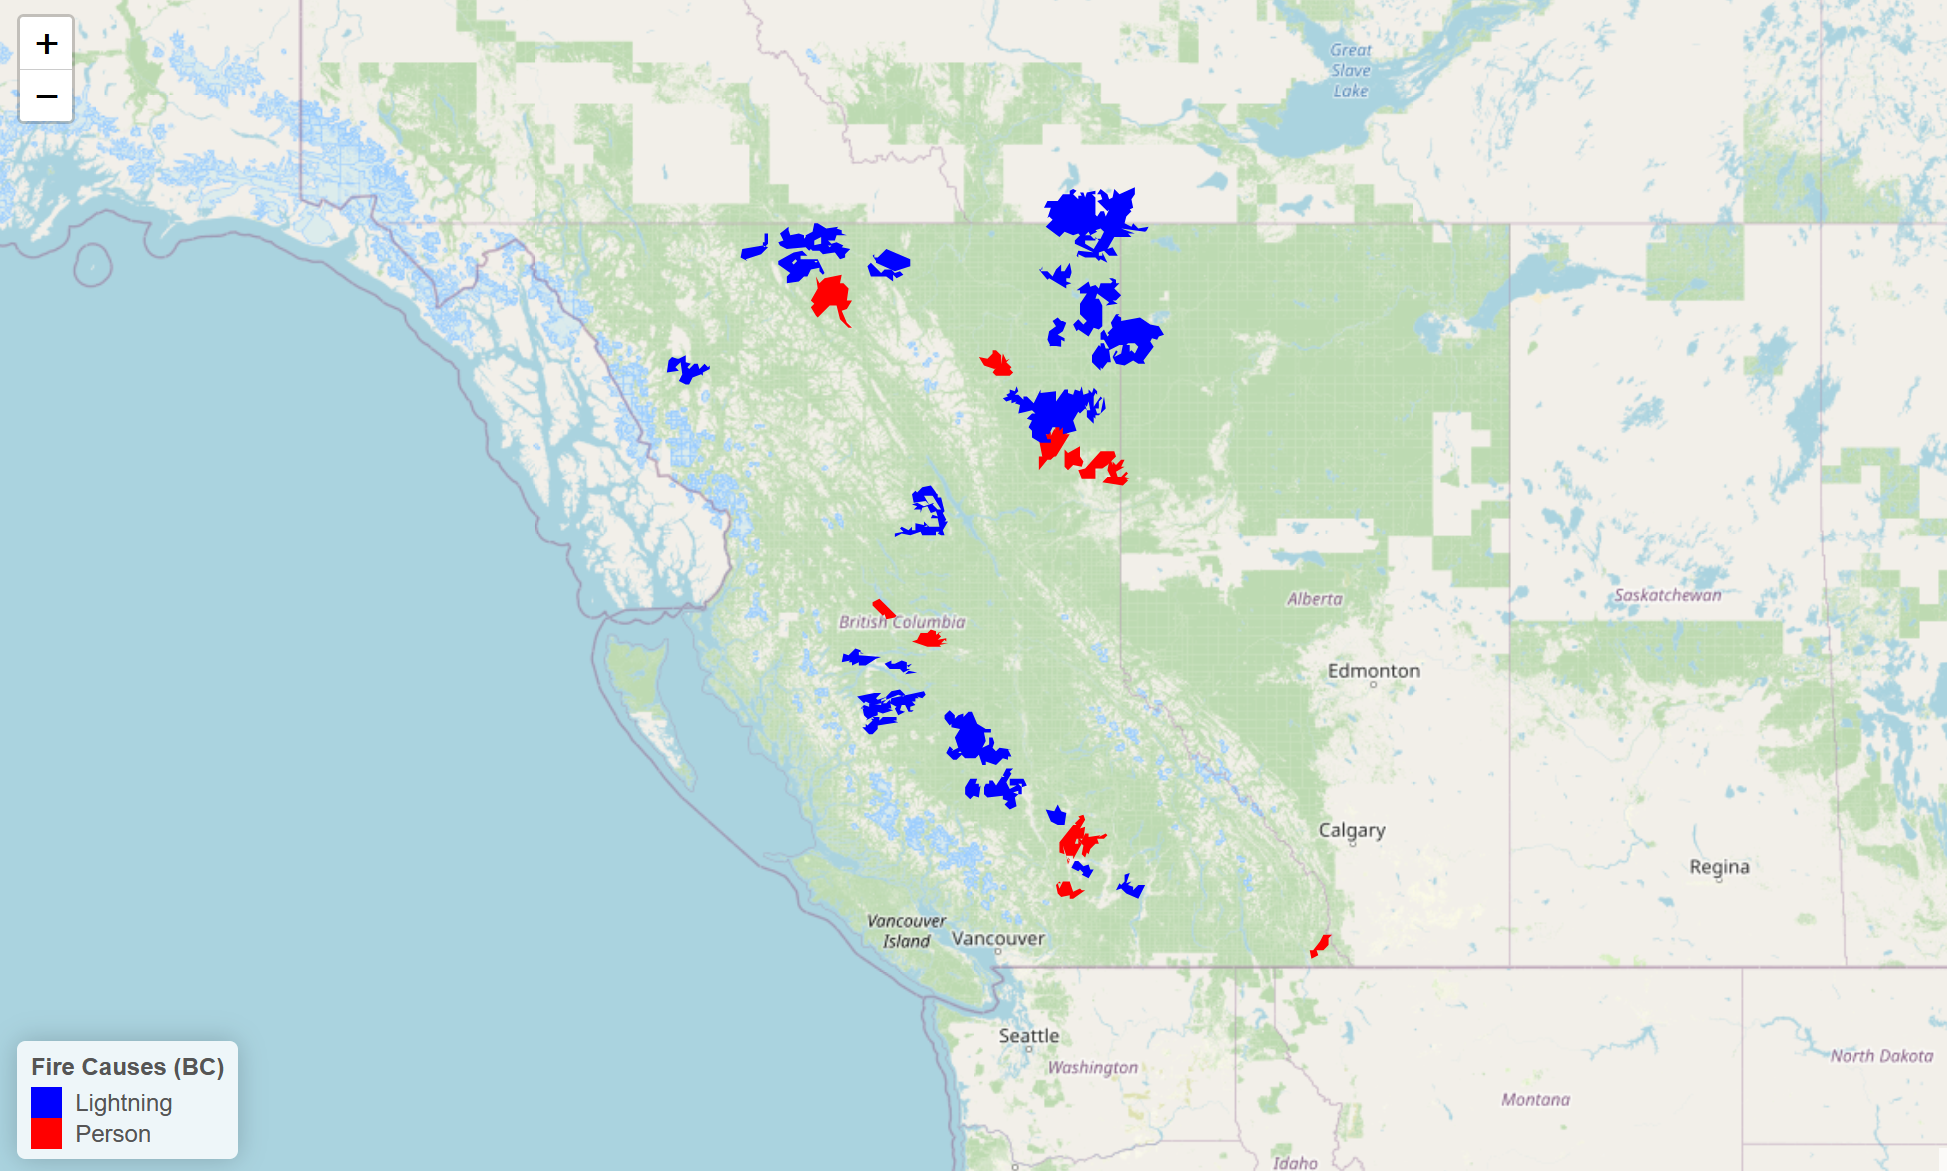 +
−
Great
Slave
Lake
Alberta
Saskatchewan
British Columbia
Edmonton
Calgary
Regina
Vancouver
Island
Vancouver
Seattle
Washington
North Dakota
Montana
Idaho
Fire Causes (BC)
Lightning
Person